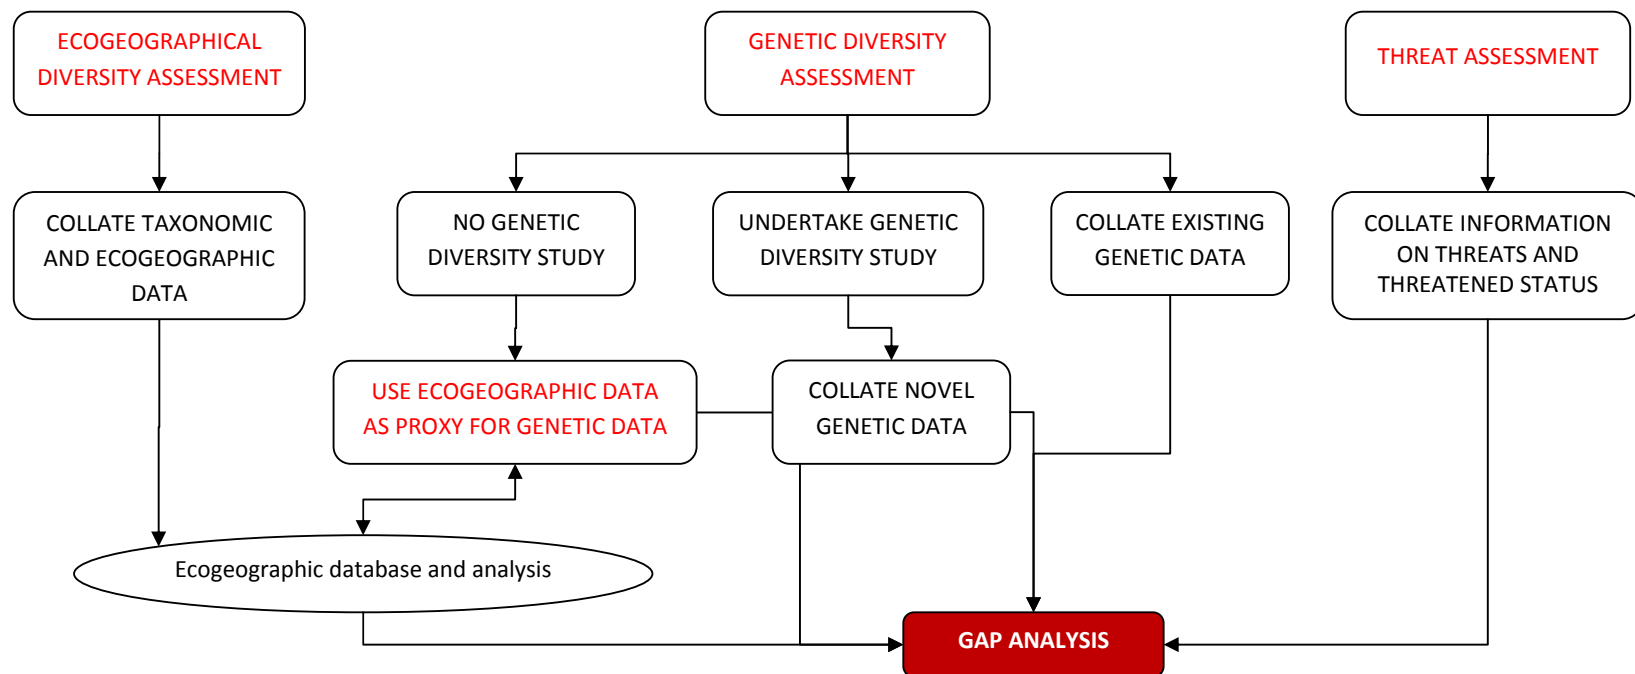 ECOGEOGRAPHICAL
DIVERSITY ASSESSMENT
GENETIC DIVERSITY
ASSESSMENT
THREAT ASSESSMENT
COLLATE TAXONOMIC
AND ECOGEOGRAPHIC
DATA
NO GENETIC
DIVERSITY STUDY
UNDERTAKE GENETIC
DIVERSITY STUDY
COLLATE EXISTING
GENETIC DATA
COLLATE INFORMATION
ON THREATS AND
THREATENED STATUS
USE ECOGEOGRAPHIC DATA
AS PROXY FOR GENETIC DATA
COLLATE NOVEL
GENETIC DATA
Ecogeographic database and analysis
GAP ANALYSIS